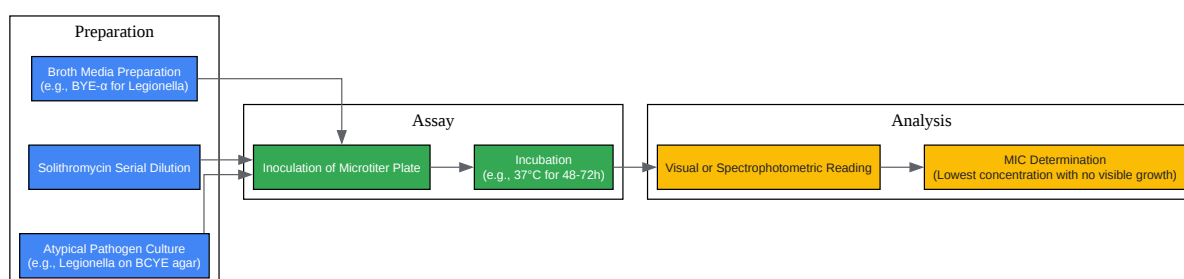 Preparation
Broth Media Preparation
(e.g., BYE-α for Legionella)
Solithromycin Serial Dilution
Atypical Pathogen Culture
(e.g., Legionella on BCYE agar)
Assay
Inoculation of Microtiter Plate
Incubation
(e.g., 37°C for 48-72h)
Analysis
Visual or Spectrophotometric Reading
MIC Determination
(Lowest concentration with no visible growth)